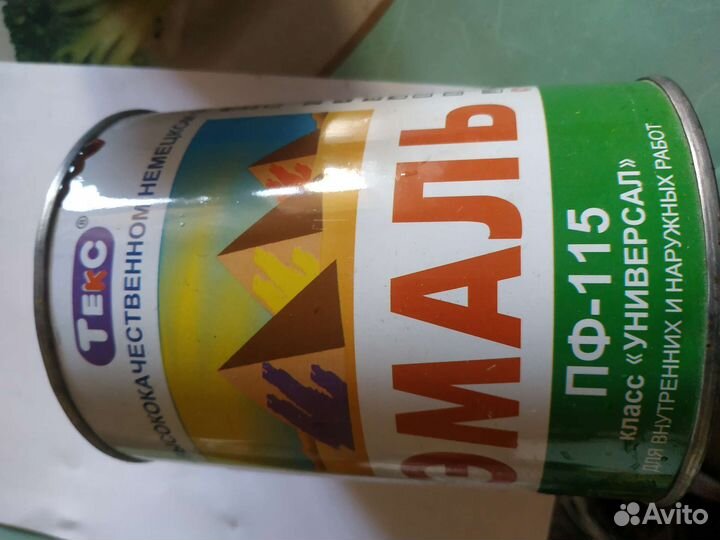 ТЕКС®
ВЫСОКОКАЧЕСТВЕННОМ НЕМЕЦКОМ
ЭМАЛЬ
ПФ-115
класс «УНИВЕРСАЛ»
ДЛЯ ВНУТРЕННИХ И НАРУЖНЫХ РАБОТ
Avito